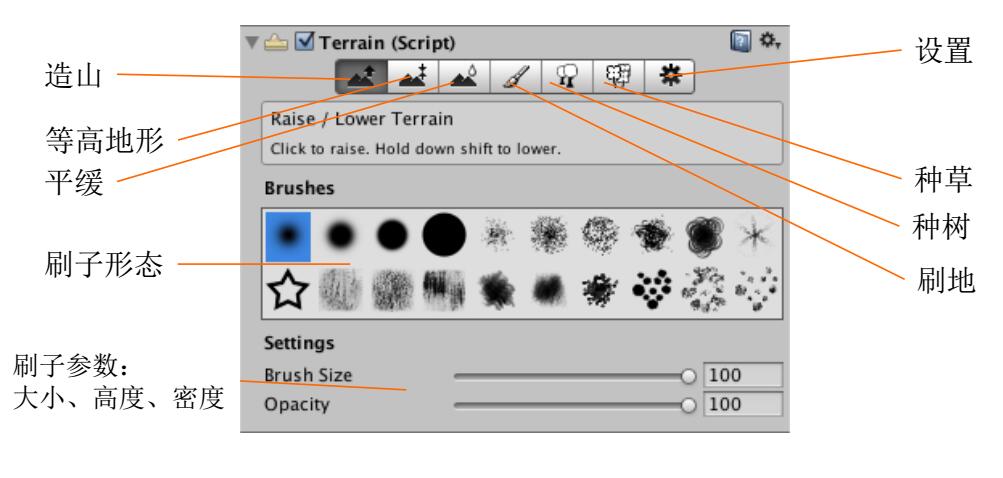 Terrain (Script)
设置
造山
Raise / Lower Terrain
等高地形
Click to raise. Hold down shift to lower.
平缓
种草
Brushes
种树
刷子形态
刷地
Settings
刷子参数：
大小、高度、密度
Brush Size
100
Opacity
100